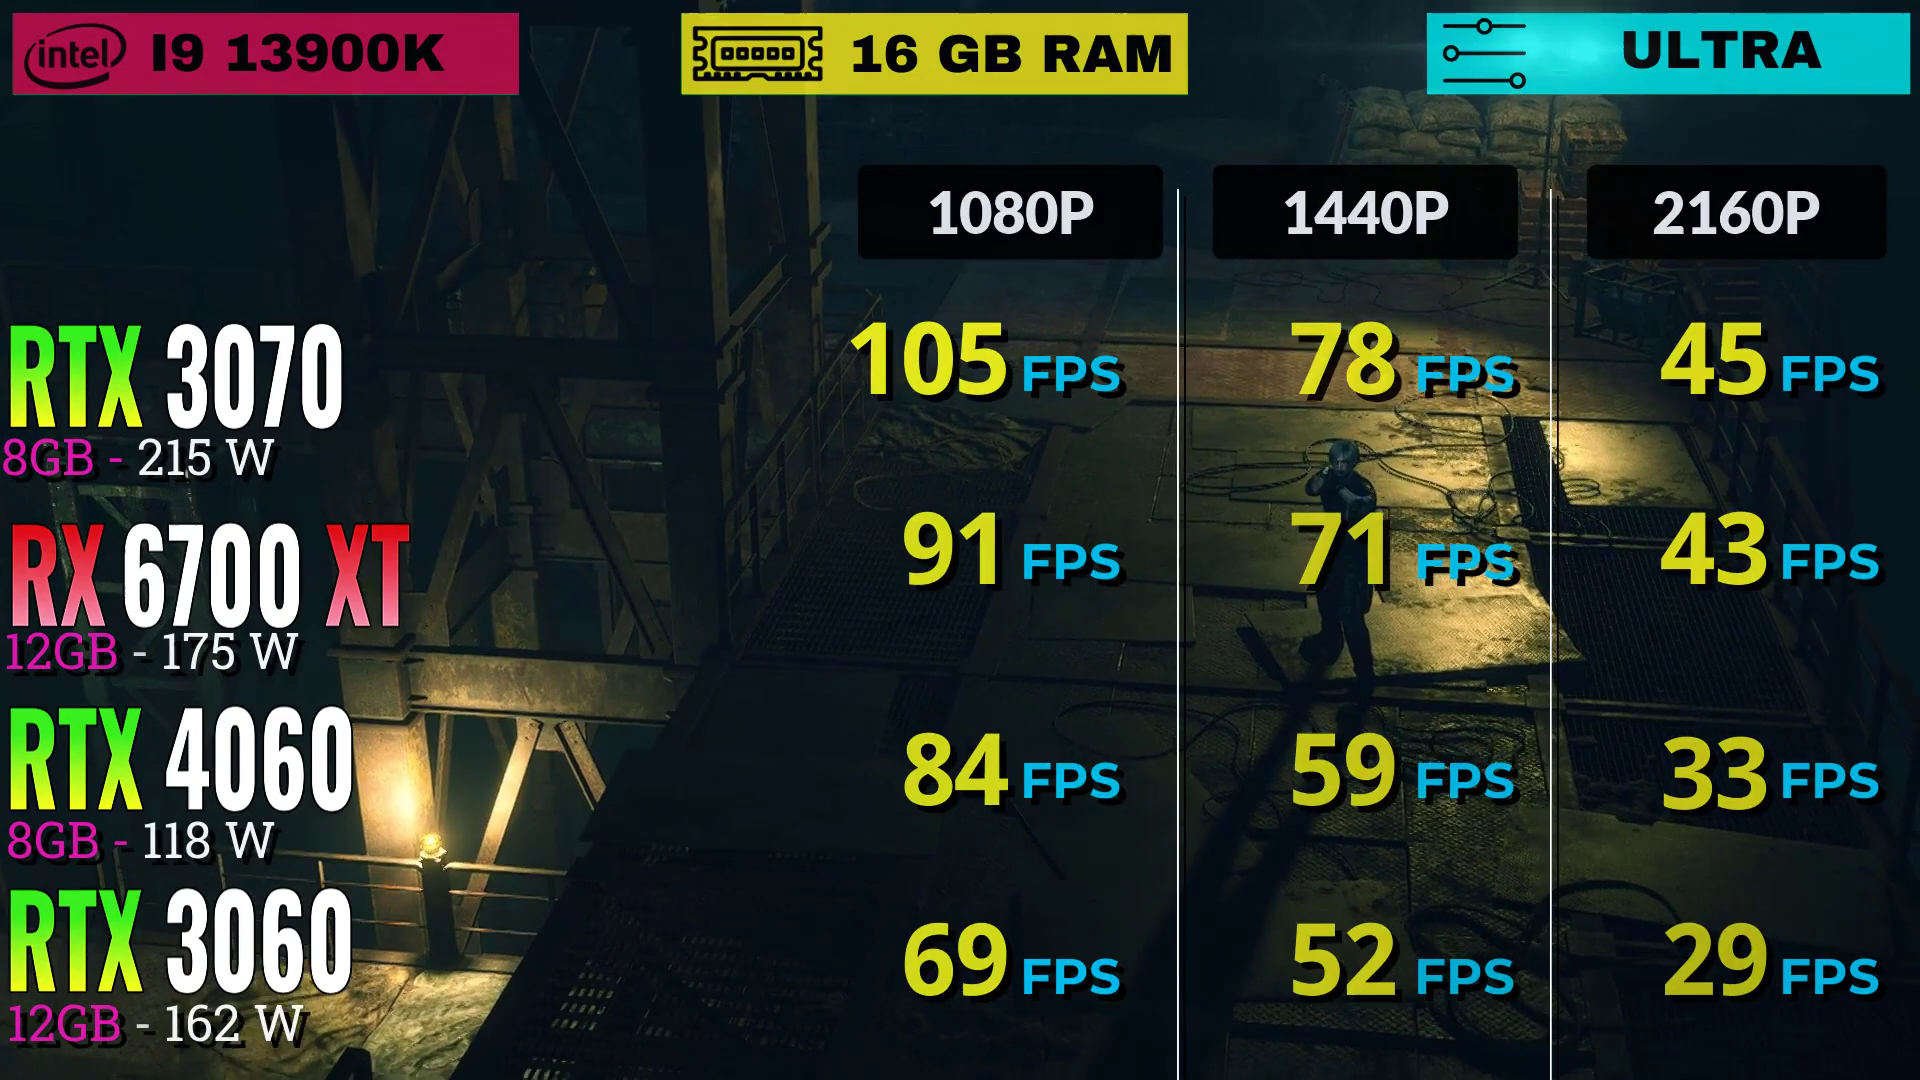 intel I9 13900K 16 GB RAM ULTRA
1080P 1440P 2160P
RTX 3070 105 FPS 78 FPS 45 FPS
8GB - 215 W
RX 6700 XT 91 FPS 71 FPS 43 FPS
12GB - 175 W
RTX 4060 84 FPS 59 FPS 33 FPS
8GB - 118 W
RTX 3060 69 FPS 52 FPS 29 FPS
12GB - 162 W